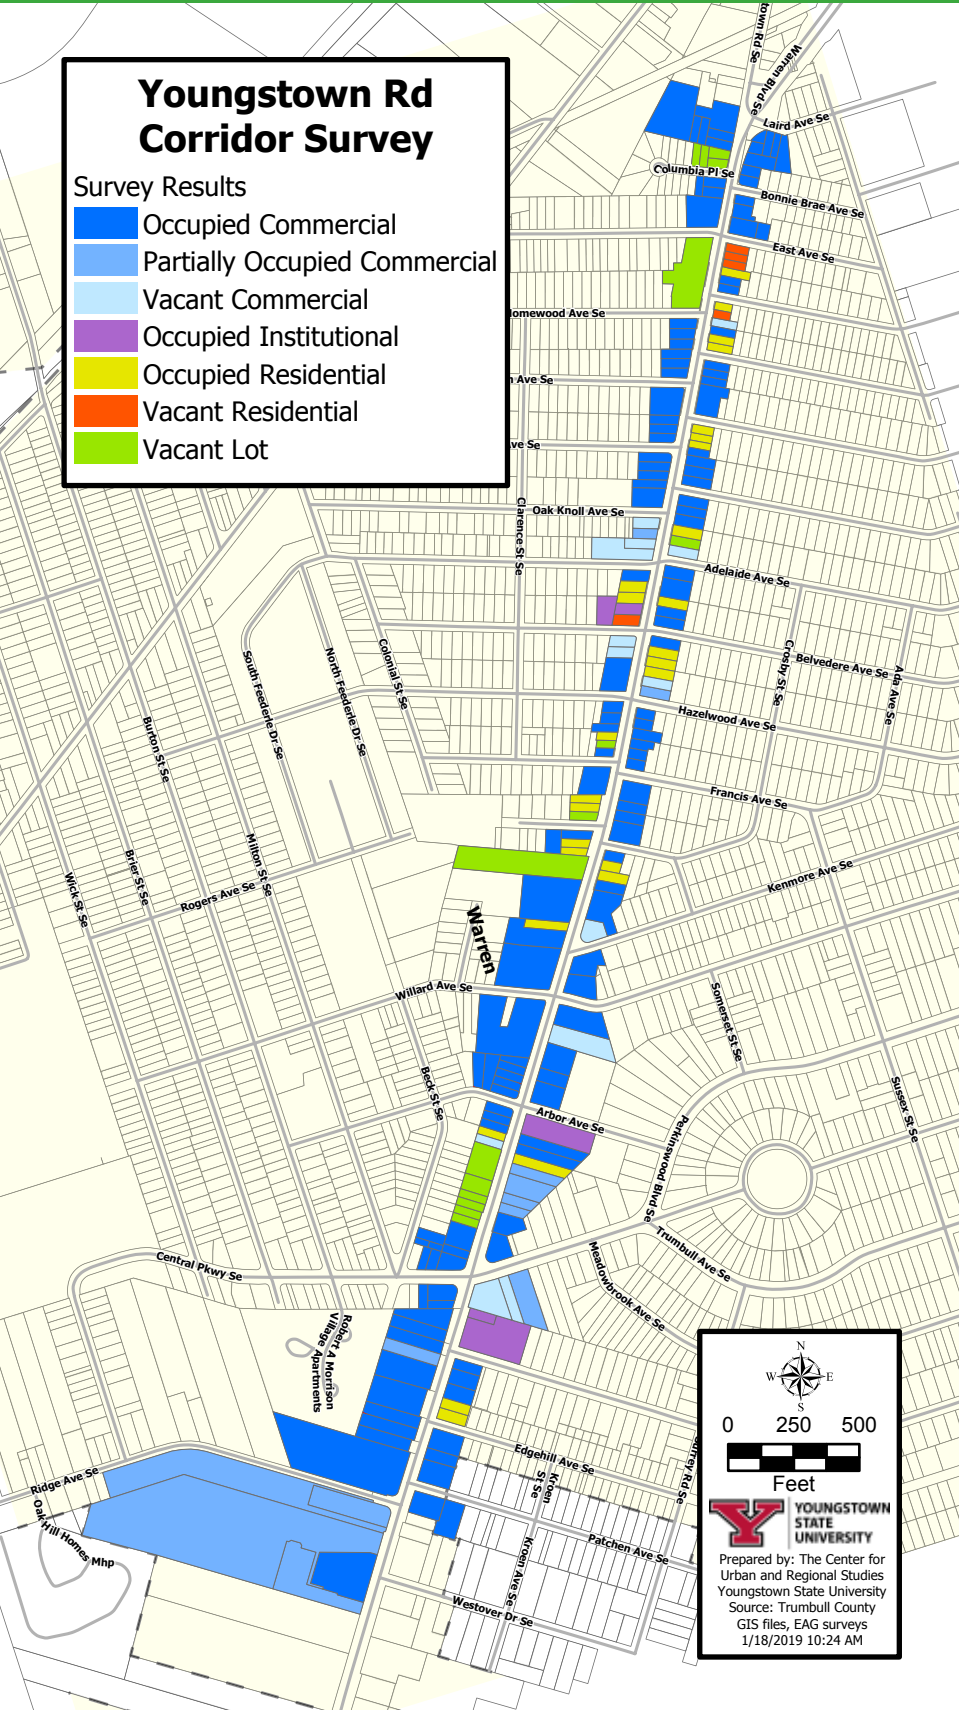 Youngstown Rd
Corridor Survey
Survey Results
Occupied Commercial
Partially Occupied Commercial
Vacant Commercial
Occupied Institutional
Occupied Residential
Vacant Residential
Vacant Lot
town Rd Se
Warren Blvd Se
Laird Ave Se
Columbia Pl Se
Bonnie Brae Ave Se
East Ave Se
Homewood Ave Se
n Ave Se
ve Se
Clarence St Se
Oak Knoll Ave Se
Adelaide Ave Se
Belvedere Ave Se
Crosby St Se
Ada Ave Se
Hazelwood Ave Se
Francis Ave Se
Kenmore Ave Se
South Feederle Dr Se
North Feederle Dr Se
Colonial St Se
Burton St Se
Brier St Se
Milton St Se
Wick St Se
Rogers Ave Se
Warren
Willard Ave Se
Beck St Se
Somerset St Se
Sussex St Se
Arbor Ave Se
Perkinswood Blvd Se
Trumbull Ave Se
Meadowbrook Ave Se
Central Pkwy Se
Robert A Morrison
Village
Apartments
Ridge Ave Se
Oak Hill Homes Mhp
Edgehill Ave Se
Kroen
St Se
Surrey Rd Se
Patchen Ave Se
Kroen Ave Se
Westover Dr Se
N
W E
S
0 250 500
Feet
Y
YOUNGSTOWN
STATE
UNIVERSITY
Prepared by: The Center for
Urban and Regional Studies
Youngstown State University
Source: Trumbull County
GIS files, EAG surveys
1/18/2019 10:24 AM